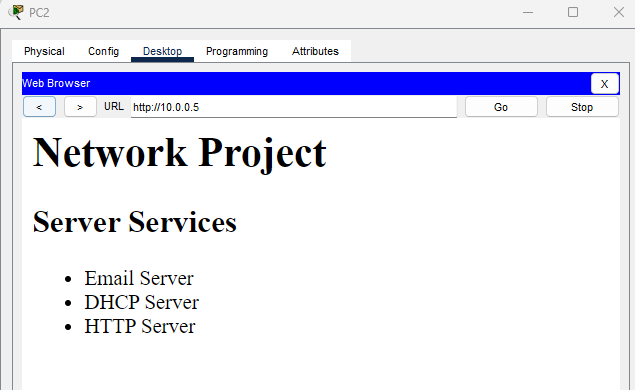 PC2
Physical Config Desktop Programming Attributes
Web Browser X
< > URL http://10.0.0.5 Go Stop
Network Project
Server Services
Email Server
DHCP Server
HTTP Server